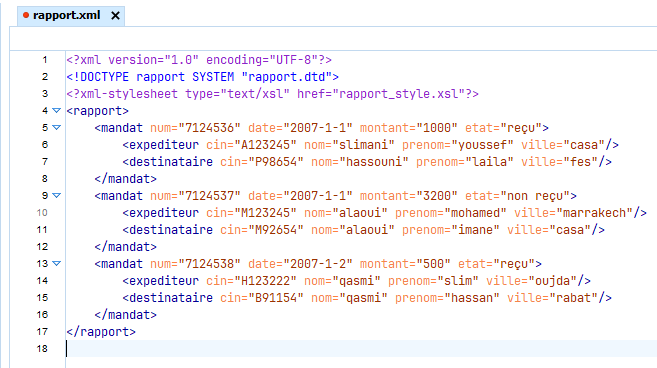 rapport.xml
1 <?xml version="1.0" encoding="UTF-8"?>
2 <!DOCTYPE rapport SYSTEM "rapport.dtd">
3 <?xml-stylesheet type="text/xsl" href="rapport_style.xsl"?>
4 <rapport>
5 <mandat num="7124536" date="2007-1-1" montant="1000" etat="reçu">
6 <expediteur cin="A123245" nom="slimani" prenom="youssef" ville="casa"/>
7 <destinataire cin="P98654" nom="hassouni" prenom="laila" ville="fes"/>
8 </mandat>
9 <mandat num="7124537" date="2007-1-1" montant="3200" etat="non reçu">
10 <expediteur cin="M123245" nom="alaoui" prenom="mohamed" ville="marrakech"/>
11 <destinataire cin="M92654" nom="alaoui" prenom="imane" ville="casa"/>
12 </mandat>
13 <mandat num="7124538" date="2007-1-2" montant="500" etat="reçu">
14 <expediteur cin="H123222" nom="qasmi" prenom="slim" ville="oujda"/>
15 <destinataire cin="B91154" nom="qasmi" prenom="hassan" ville="rabat"/>
16 </mandat>
17 </rapport>
18